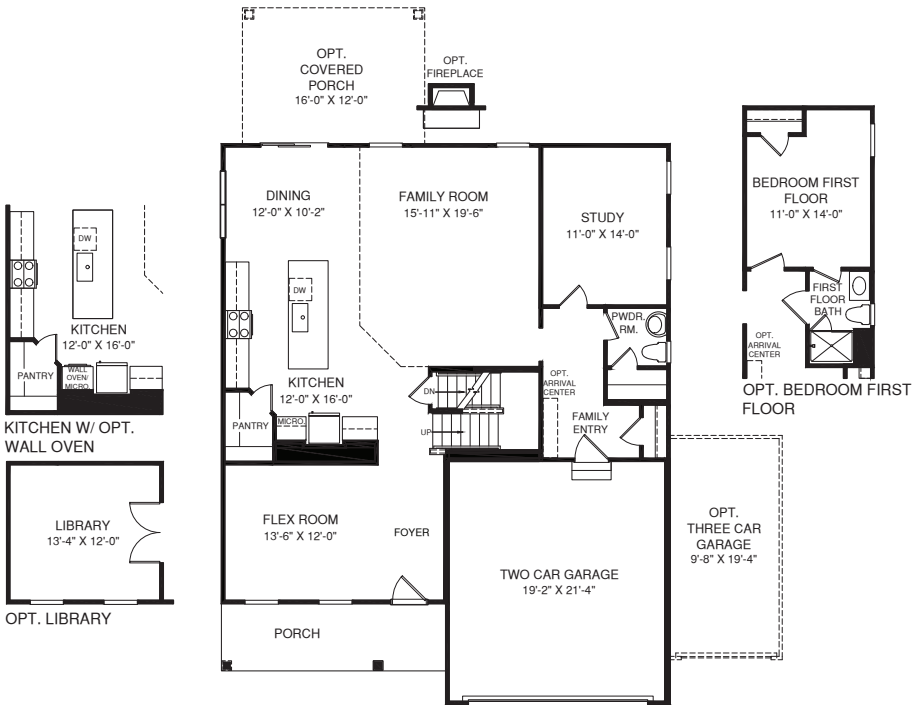 OPT.
COVERED
PORCH
16'-0" X 12'-0"
OPT.
FIREPLACE
DINING
12'-0" X 10'-2"
FAMILY ROOM
15'-11" X 19'-6"
STUDY
11'-0" X 14'-0"
BEDROOM FIRST
FLOOR
11'-0" X 14'-0"
FIRST
FLOOR
BATH
OPT.
ARRIVAL
CENTER
OPT. BEDROOM FIRST
FLOOR
DW
KITCHEN
12'-0" X 16'-0"
PANTRY
WALL
OVEN/
MICRO.
KITCHEN W/ OPT.
WALL OVEN
DW
KITCHEN
12'-0" X 16'-0"
PANTRY
MICRO.
DN
UP
PWDR.
RM.
OPT.
ARRIVAL
CENTER
FAMILY
ENTRY
LIBRARY
13'-4" X 12'-0"
OPT. LIBRARY
FLEX ROOM
13'-6" X 12'-0"
FOYER
TWO CAR GARAGE
19'-2" X 21'-4"
OPT.
THREE CAR
GARAGE
9'-8" X 19'-4"
PORCH